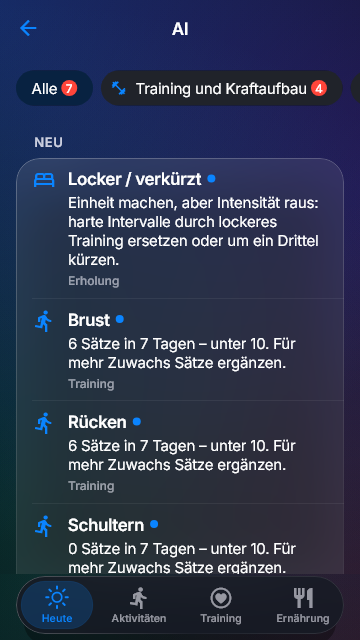 AI
Alle 7
Training und Kraftaufbau 4
NEU
Locker / verkürzt
Einheit machen, aber Intensität raus:
harte Intervalle durch lockeres
Training ersetzen oder um ein Drittel
kürzen.
Erholung
Brust
6 Sätze in 7 Tagen – unter 10. Für
mehr Zuwachs Sätze ergänzen.
Training
Rücken
6 Sätze in 7 Tagen – unter 10. Für
mehr Zuwachs Sätze ergänzen.
Training
Schultern
0 Sätze in 7 Tagen – unter 10. Für
mehr Zuwachs Sätze ergänzen.
Heute
Aktivitäten
Training
Ernährung